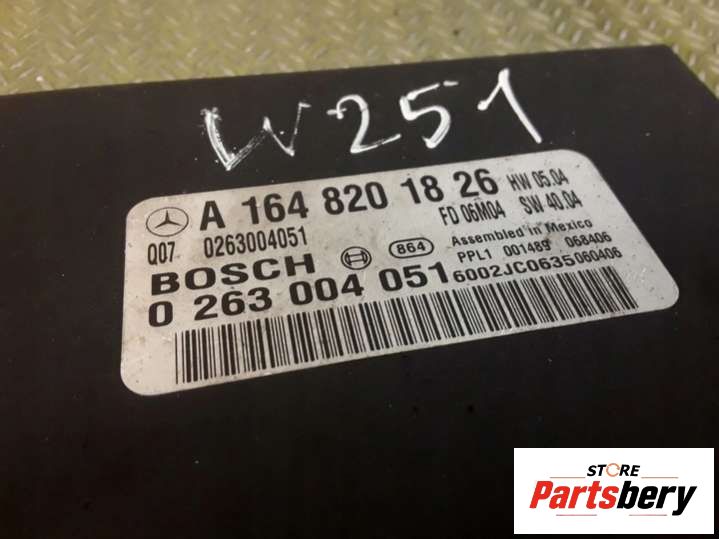 W251
A 164 820 18 26 HW 05.04
FD 06M04 SW 40.04
Q07 0263004051
864 Assembled in Mexico
BOSCH PPL1 001489 068406
0 263 004 051 6002JC0635060406
STORE
Partsbery